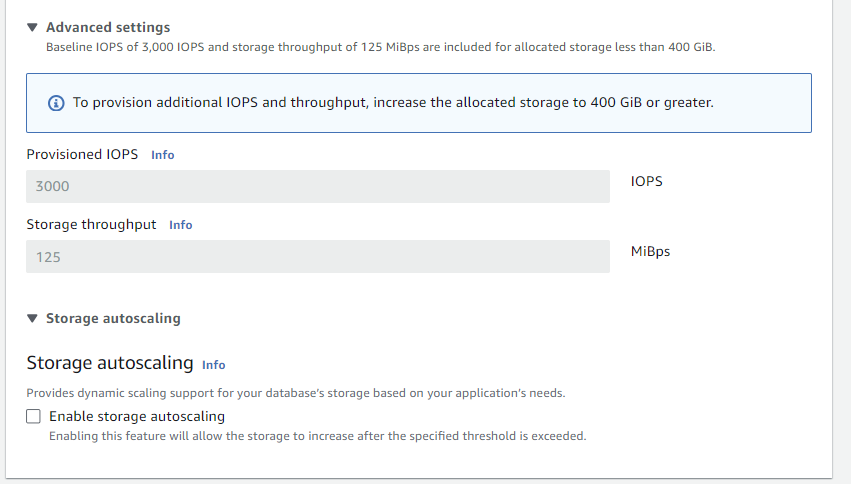 Advanced settings
Baseline IOPS of 3,000 IOPS and storage throughput of 125 MiBps are included for allocated storage less than 400 GiB.
To provision additional IOPS and throughput, increase the allocated storage to 400 GiB or greater.
Provisioned IOPS Info
3000 IOPS
Storage throughput Info
125 MiBps
Storage autoscaling
Storage autoscaling Info
Provides dynamic scaling support for your database's storage based on your application's needs.
Enable storage autoscaling
Enabling this feature will allow the storage to increase after the specified threshold is exceeded.